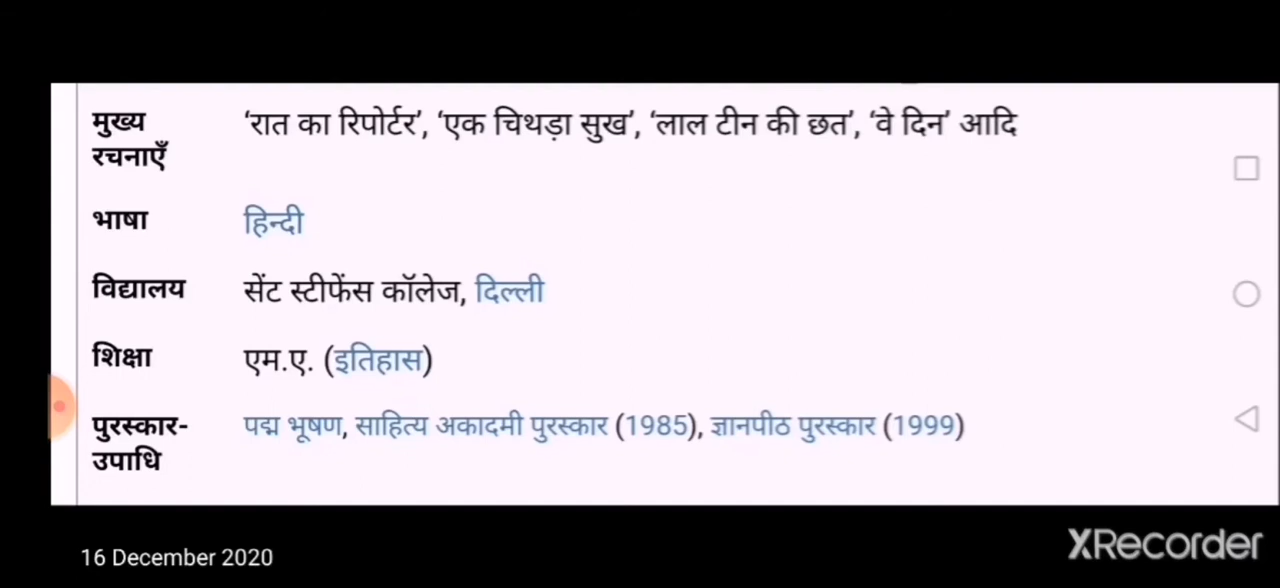 मुख्य रचनाएँ
‘रात का रिपोर्टर’, ‘एक चिथड़ा सुख’, ‘लाल टीन की छत’, ‘वे दिन’ आदि
भाषा हिन्दी
विद्यालय सेंट स्टीफेंस कॉलेज, दिल्ली
शिक्षा एम.ए. (इतिहास)
पुरस्कार-उपाधि
पद्म भूषण, साहित्य अकादमी पुरस्कार (1985), ज्ञानपीठ पुरस्कार (1999)
16 December 2020
XRecorder